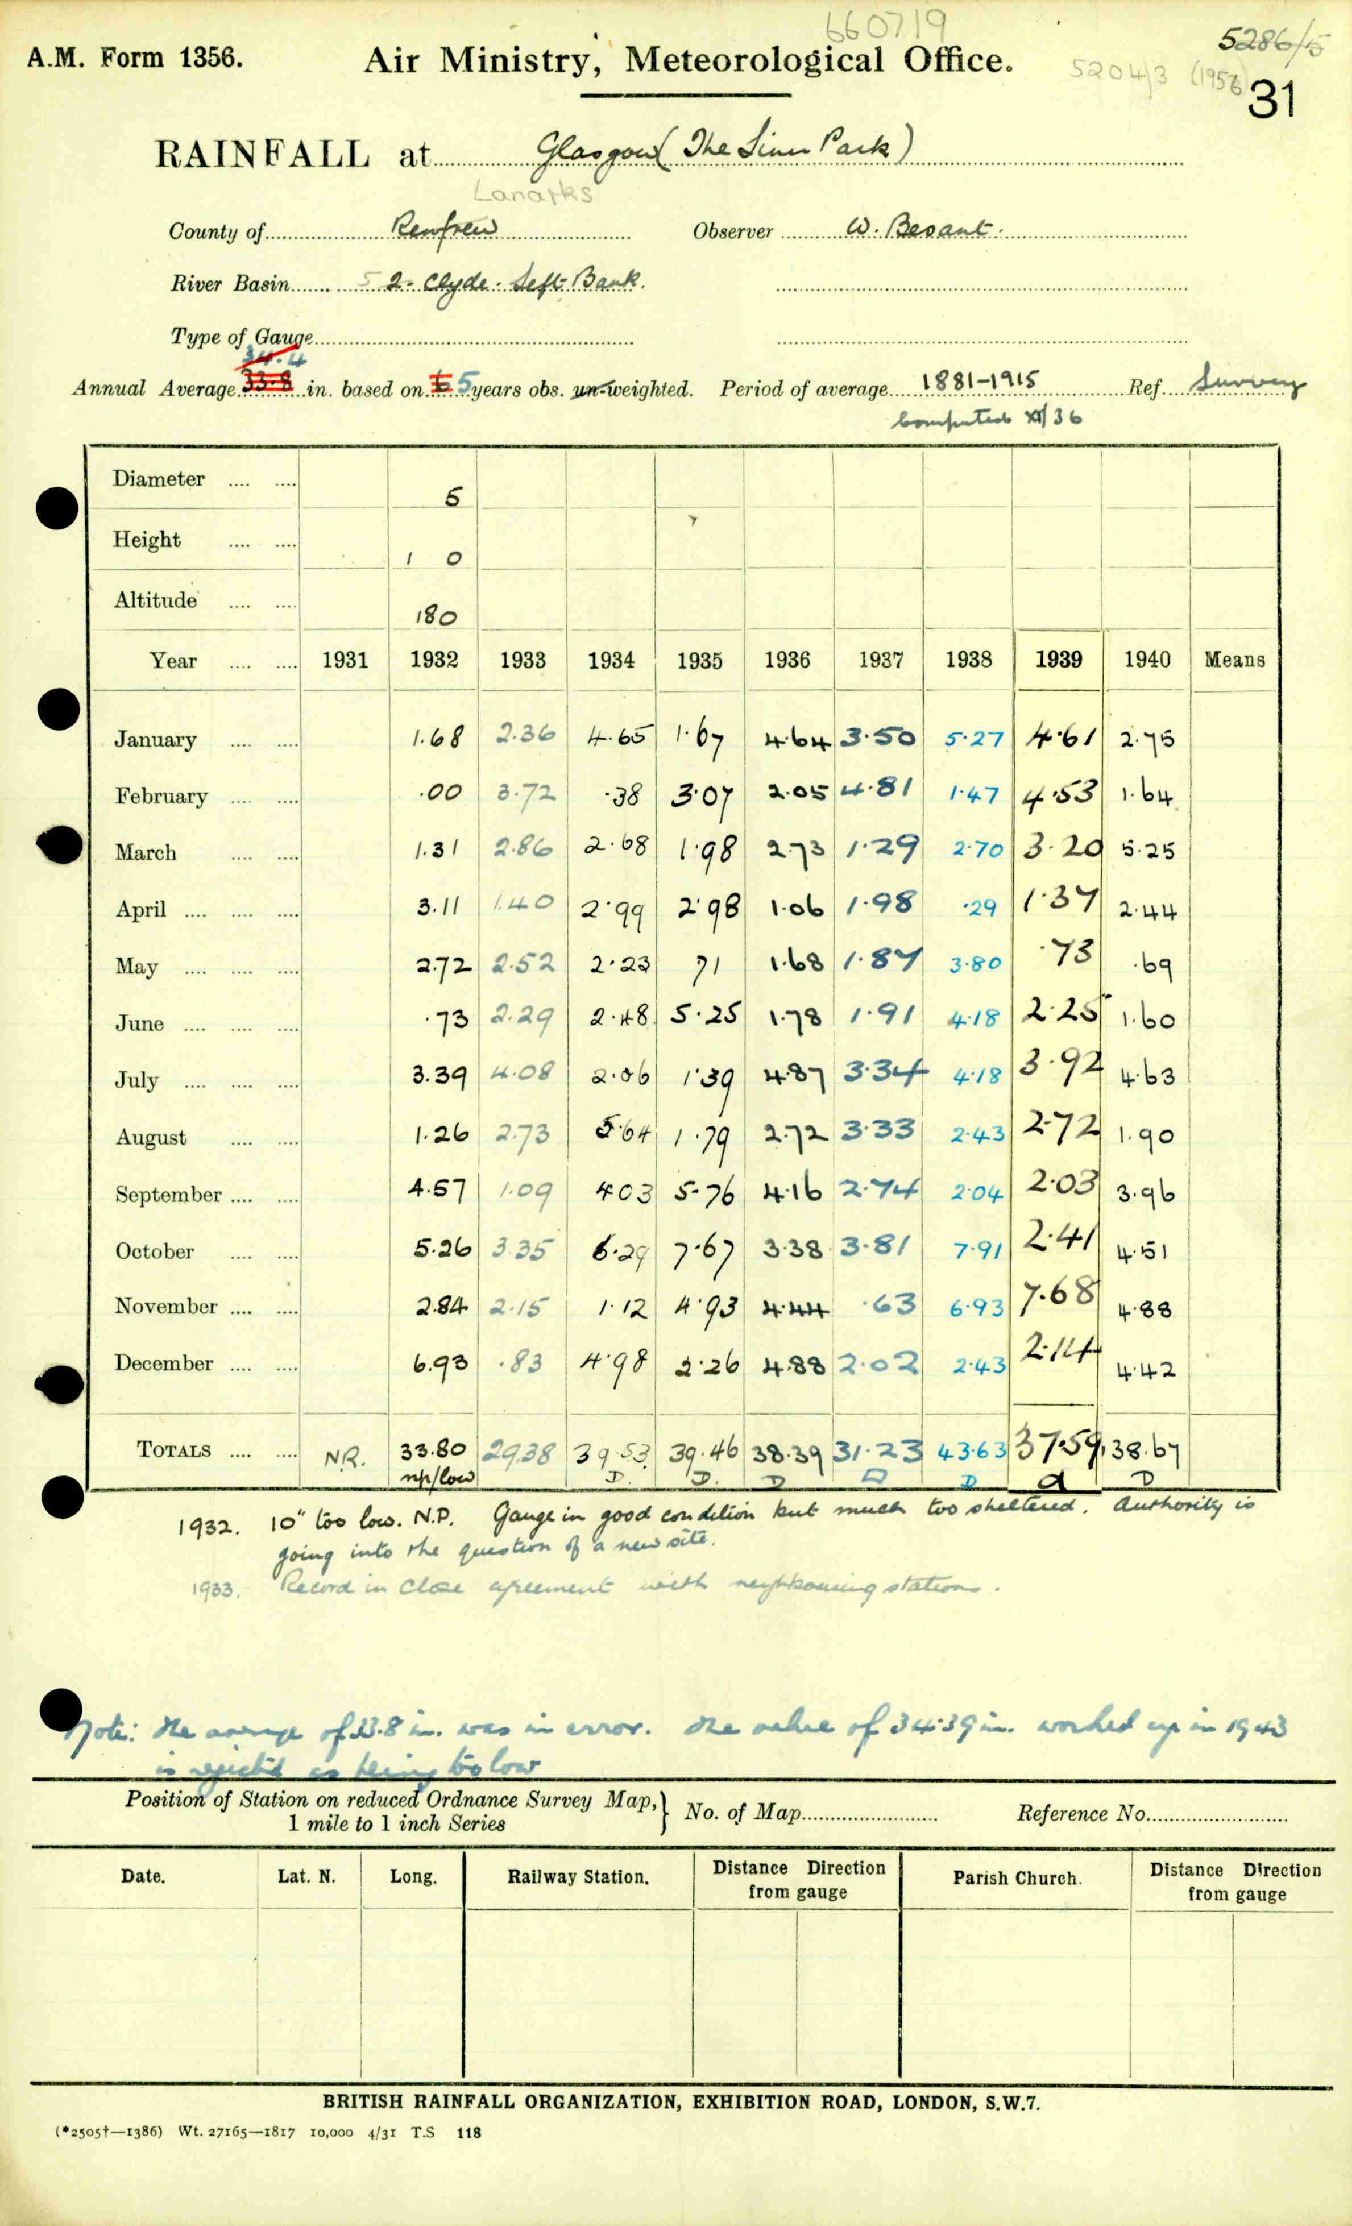 660719
5286/5
A.M. Form 1356. Air Ministry, Meteorological Office. 5204/3 (1956)
31
RAINFALL at Glasgow (The Linn Park)
Lanarks
County of Renfrew Observer W. Besant.
River Basin 5 2. Clyde. Left Bank.
Type of Gauge
34.4
Annual Average 33.8 in. based on 6 5 years obs. un-weighted. Period of average 1881-1915 Ref. Survey
Computed XI/36
Diameter 5
Height 1 0
Altitude 180
Year 1931 1932 1933 1934 1935 1936 1937 1938 1939 1940 Means
January 1.68 2.36 4.65 1.67 4.64 3.50 5.27 4.61 2.75
February .00 3.72 .38 3.07 2.05 4.81 1.47 4.53 1.64
March 1.31 2.86 2.68 1.98 2.73 1.29 2.70 3.20 5.25
April 3.11 1.40 2.99 2.98 1.06 1.98 .29 1.37 2.44
May 2.72 2.52 2.23 71 1.68 1.87 3.80 .73 .69
June .73 2.29 2.48 5.25 1.78 1.91 4.18 2.25 1.60
July 3.39 4.08 2.06 1.39 4.87 3.34 4.18 3.92 4.63
August 1.26 2.73 5.64 1.79 2.72 3.33 2.43 2.72 1.90
September 4.57 1.09 4.03 5.76 4.16 2.74 2.04 2.03 3.96
October 5.26 3.35 6.29 7.67 3.38 3.81 7.91 2.41 4.51
November 2.84 2.15 1.12 4.93 4.44 .63 6.93 7.68 4.88
December 6.93 .83 4.98 2.26 4.88 2.02 2.43 2.14 4.42
TOTALS N.R. 33.80 29.38 39.53 39.46 38.39 31.23 43.63 37.59 38.67
np/low D. D. D D D a D
1932. 10" too low. N.P. Gauge in good condition but much too sheltered. Authority is
going into the question of a new site.
1933. Record in close agreement with neighbouring stations.
Note: The average of 33.8 in. was in error. The value of 34.39 in. worked up in 1943
is rejected as being too low
Position of Station on reduced Ordnance Survey Map, } No. of Map Reference No.
1 mile to 1 inch Series
Date. Lat. N. Long. Railway Station. Distance Direction from gauge Parish Church. Distance Direction from gauge
BRITISH RAINFALL ORGANIZATION, EXHIBITION ROAD, LONDON, S.W.7.
(*2505†—1386) Wt. 27165—1817 10,000 4/31 T.S 118